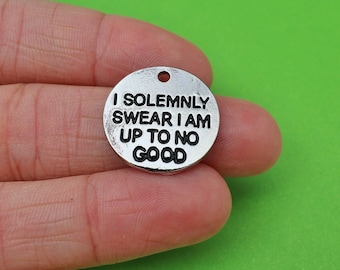 I SOLEMNLY
SWEAR I AM
UP TO NO
GOOD